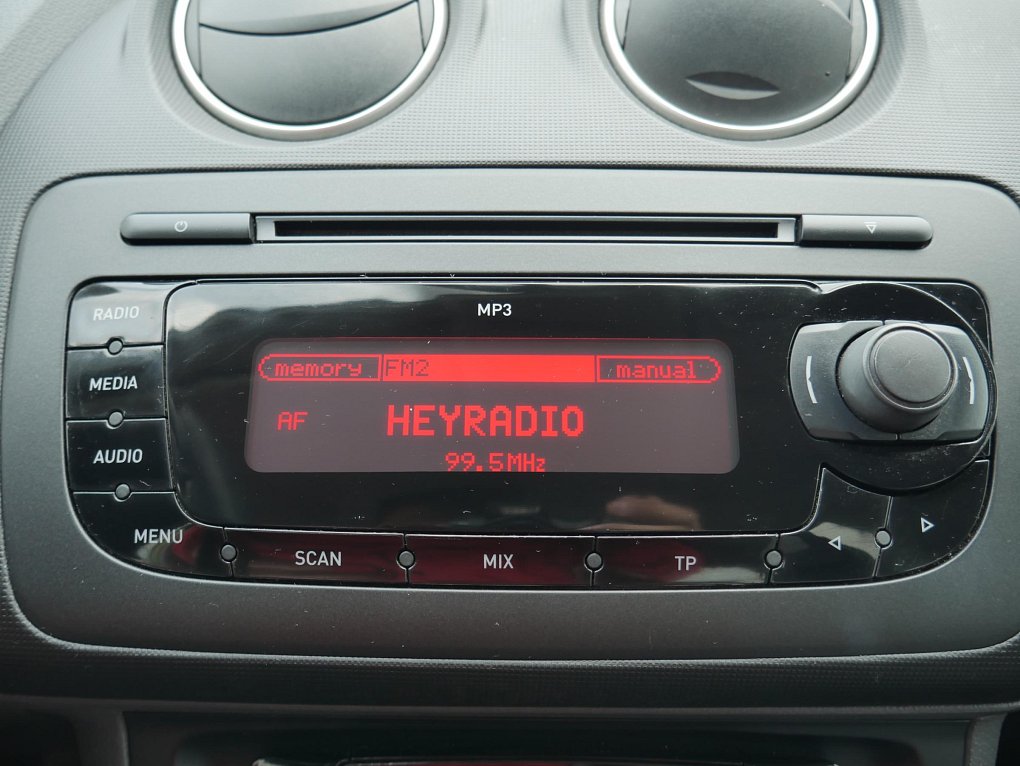 MP3
RADIO
memory FM2 manual
MEDIA
AF HEYRADIO
AUDIO
99.5MHz
MENU
SCAN MIX TP